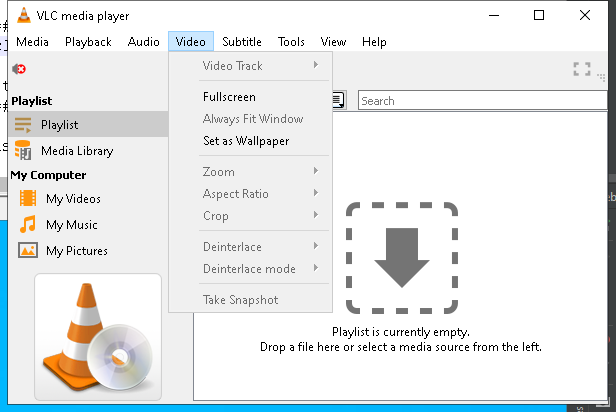 VLC media player
Media Playback Audio Video Subtitle Tools View Help
Video Track
Fullscreen
Always Fit Window
Set as Wallpaper
Zoom
Aspect Ratio
Crop
Deinterlace
Deinterlace mode
Take Snapshot
Search
Playlist
Playlist
Media Library
My Computer
My Videos
My Music
My Pictures
Playlist is currently empty.
Drop a file here or select a media source from the left.